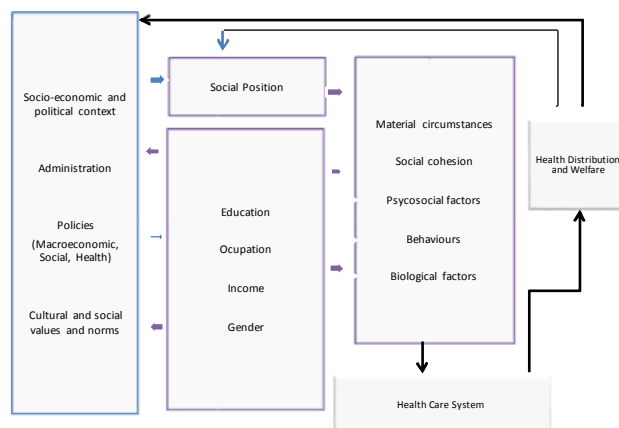 Socio-economic and
political context
Administration
Policies
(Macroeconomic,
Social, Health)
Cultural and social
values and norms
Social Position
Education
Ocupation
Income
Gender
Material circumstances
Social cohesion
Psycosocial factors
Behaviours
Biological factors
Health Distribution
and Welfare
Health Care System